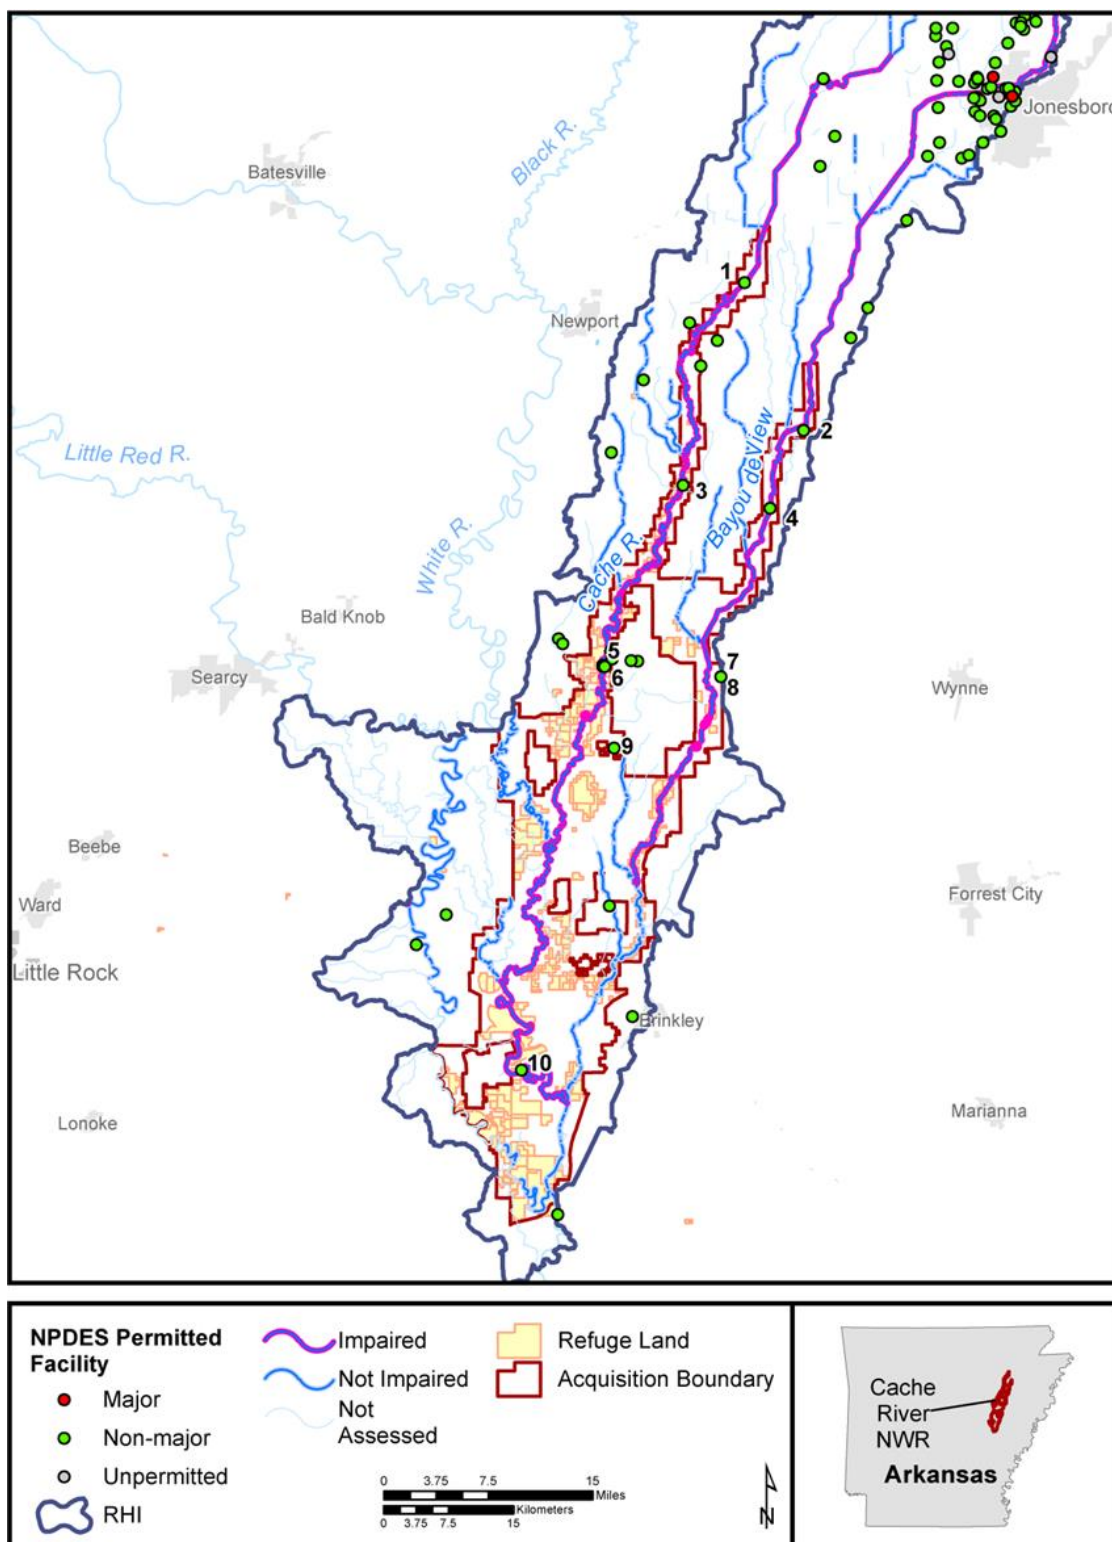 Jonesboro
Batesville
Black R.
1
Newport
2
Little Red R.
3
Bayou deView
4
White R.
Cache R.
Bald Knob
5
7
Searcy
6
8
Wynne
9
Beebe
Ward
Forrest City
Little Rock
Brinkley
10
Lonoke
Marianna
NPDES Permitted
Facility
Major
Non-major
Unpermitted
RHI
Impaired
Not Impaired
Not
Assessed
Refuge Land
Acquisition Boundary
0 3.75 7.5 15
Miles
Kilometers
0 3.75 7.5 15
N
Cache
River
NWR
Arkansas